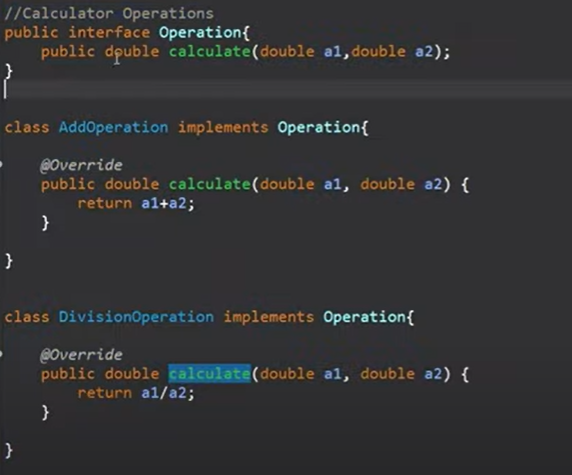 //Calculator Operations
public interface Operation{
    public double calculate(double a1,double a2);
}
class AddOperation implements Operation{
    @Override
    public double calculate(double a1, double a2) {
        return a1+a2;
    }
}
class DivisionOperation implements Operation{
    @Override
    public double calculate(double a1, double a2) {
        return a1/a2;
    }
}